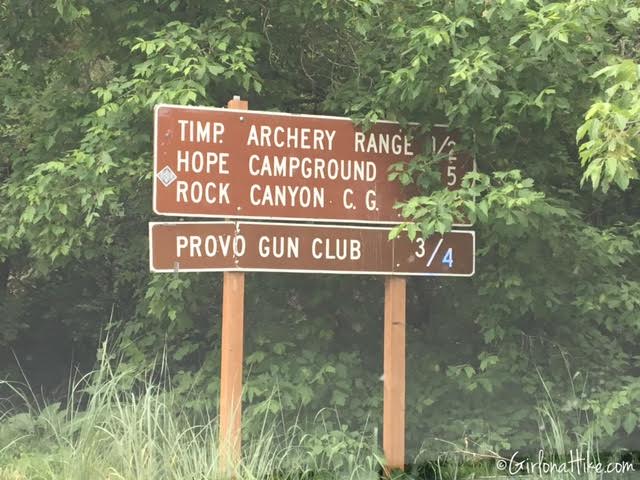 TIMP. ARCHERY RANGE 1/2
HOPE CAMPGROUND 5
ROCK CANYON C.G.
PROVO GUN CLUB 3/4
©GirlonaHike.com